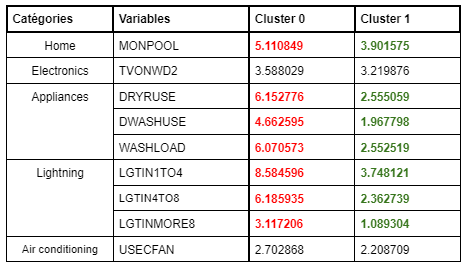 Catégories Variables Cluster 0 Cluster 1
Home MONPOOL 5.110849 3.901575
Electronics TVONWD2 3.588029 3.219876
Appliances DRYRUSE 6.152776 2.555059
DWASHUSE 4.662595 1.967798
WASHLOAD 6.070573 2.552519
Lightning LGTIN1TO4 8.584596 3.748121
LGTIN4TO8 6.185935 2.362739
LGTINMORE8 3.117206 1.089304
Air conditioning USECFAN 2.702868 2.208709